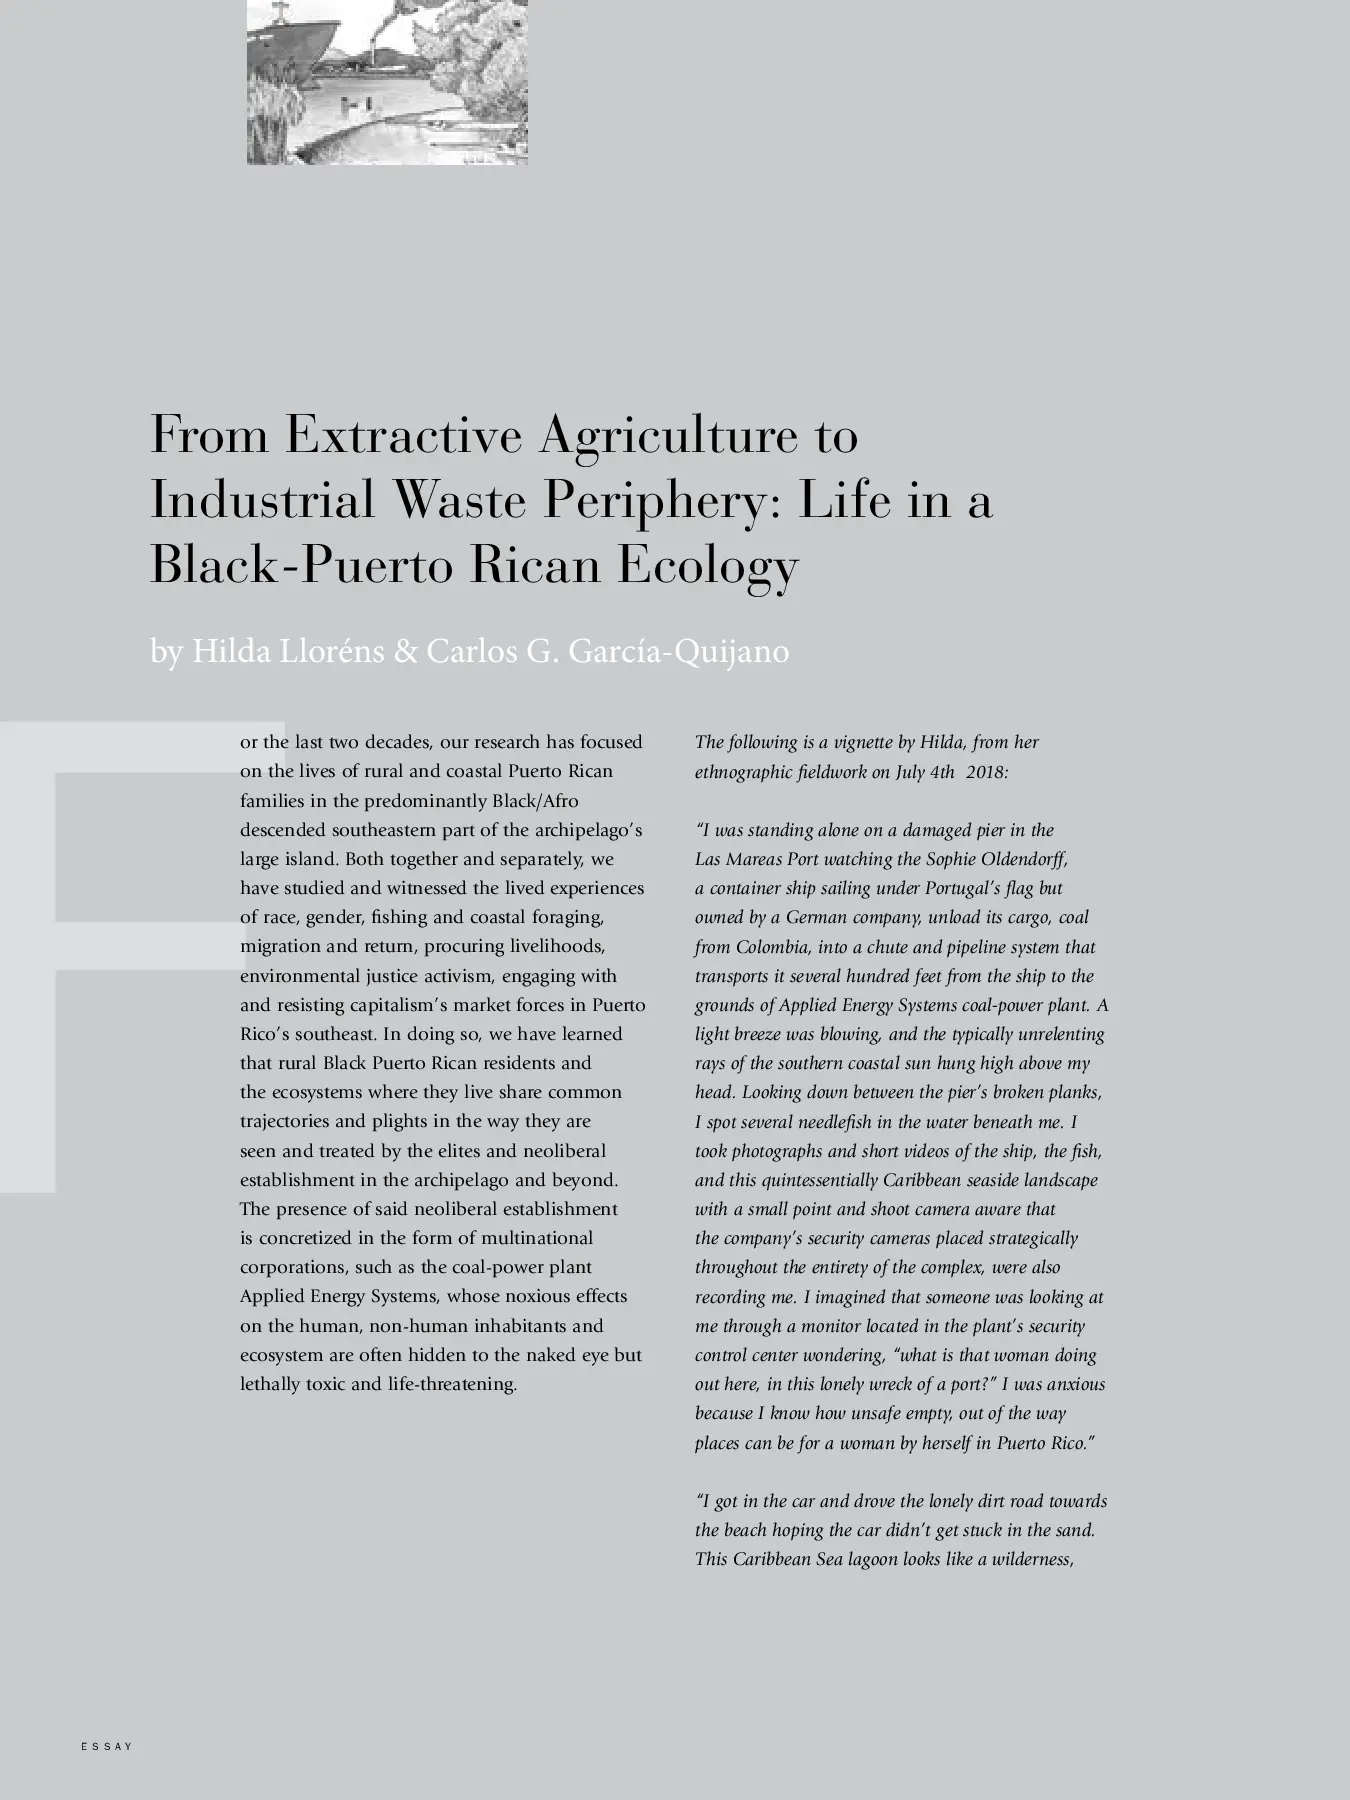 From Extractive Agriculture to
Industrial Waste Periphery: Life in a
Black-Puerto Rican Ecology
by Hilda Lloréns & Carlos G. García-Quijano
F
or the last two decades, our research has focused
on the lives of rural and coastal Puerto Rican
families in the predominantly Black/Afro
descended southeastern part of the archipelago’s
large island. Both together and separately, we
have studied and witnessed the lived experiences
of race, gender, fishing and coastal foraging,
migration and return, procuring livelihoods,
environmental justice activism, engaging with
and resisting capitalism’s market forces in Puerto
Rico’s southeast. In doing so, we have learned
that rural Black Puerto Rican residents and
the ecosystems where they live share common
trajectories and plights in the way they are
seen and treated by the elites and neoliberal
establishment in the archipelago and beyond.
The presence of said neoliberal establishment
is concretized in the form of multinational
corporations, such as the coal-power plant
Applied Energy Systems, whose noxious effects
on the human, non-human inhabitants and
ecosystem are often hidden to the naked eye but
lethally toxic and life-threatening.
The following is a vignette by Hilda, from her
ethnographic fieldwork on July 4th  2018:
“I was standing alone on a damaged pier in the
Las Mareas Port watching the Sophie Oldendorff,
a container ship sailing under Portugal’s flag but
owned by a German company, unload its cargo, coal
from Colombia, into a chute and pipeline system that
transports it several hundred feet from the ship to the
grounds of Applied Energy Systems coal-power plant. A
light breeze was blowing, and the typically unrelenting
rays of the southern coastal sun hung high above my
head. Looking down between the pier’s broken planks,
I spot several needlefish in the water beneath me. I
took photographs and short videos of the ship, the fish,
and this quintessentially Caribbean seaside landscape
with a small point and shoot camera aware that
the company’s security cameras placed strategically
throughout the entirety of the complex, were also
recording me. I imagined that someone was looking at
me through a monitor located in the plant’s security
control center wondering, “what is that woman doing
out here, in this lonely wreck of a port?” I was anxious
because I know how unsafe empty, out of the way
places can be for a woman by herself in Puerto Rico.”
“I got in the car and drove the lonely dirt road towards
the beach hoping the car didn’t get stuck in the sand.
This Caribbean Sea lagoon looks like a wilderness,
ESSAY